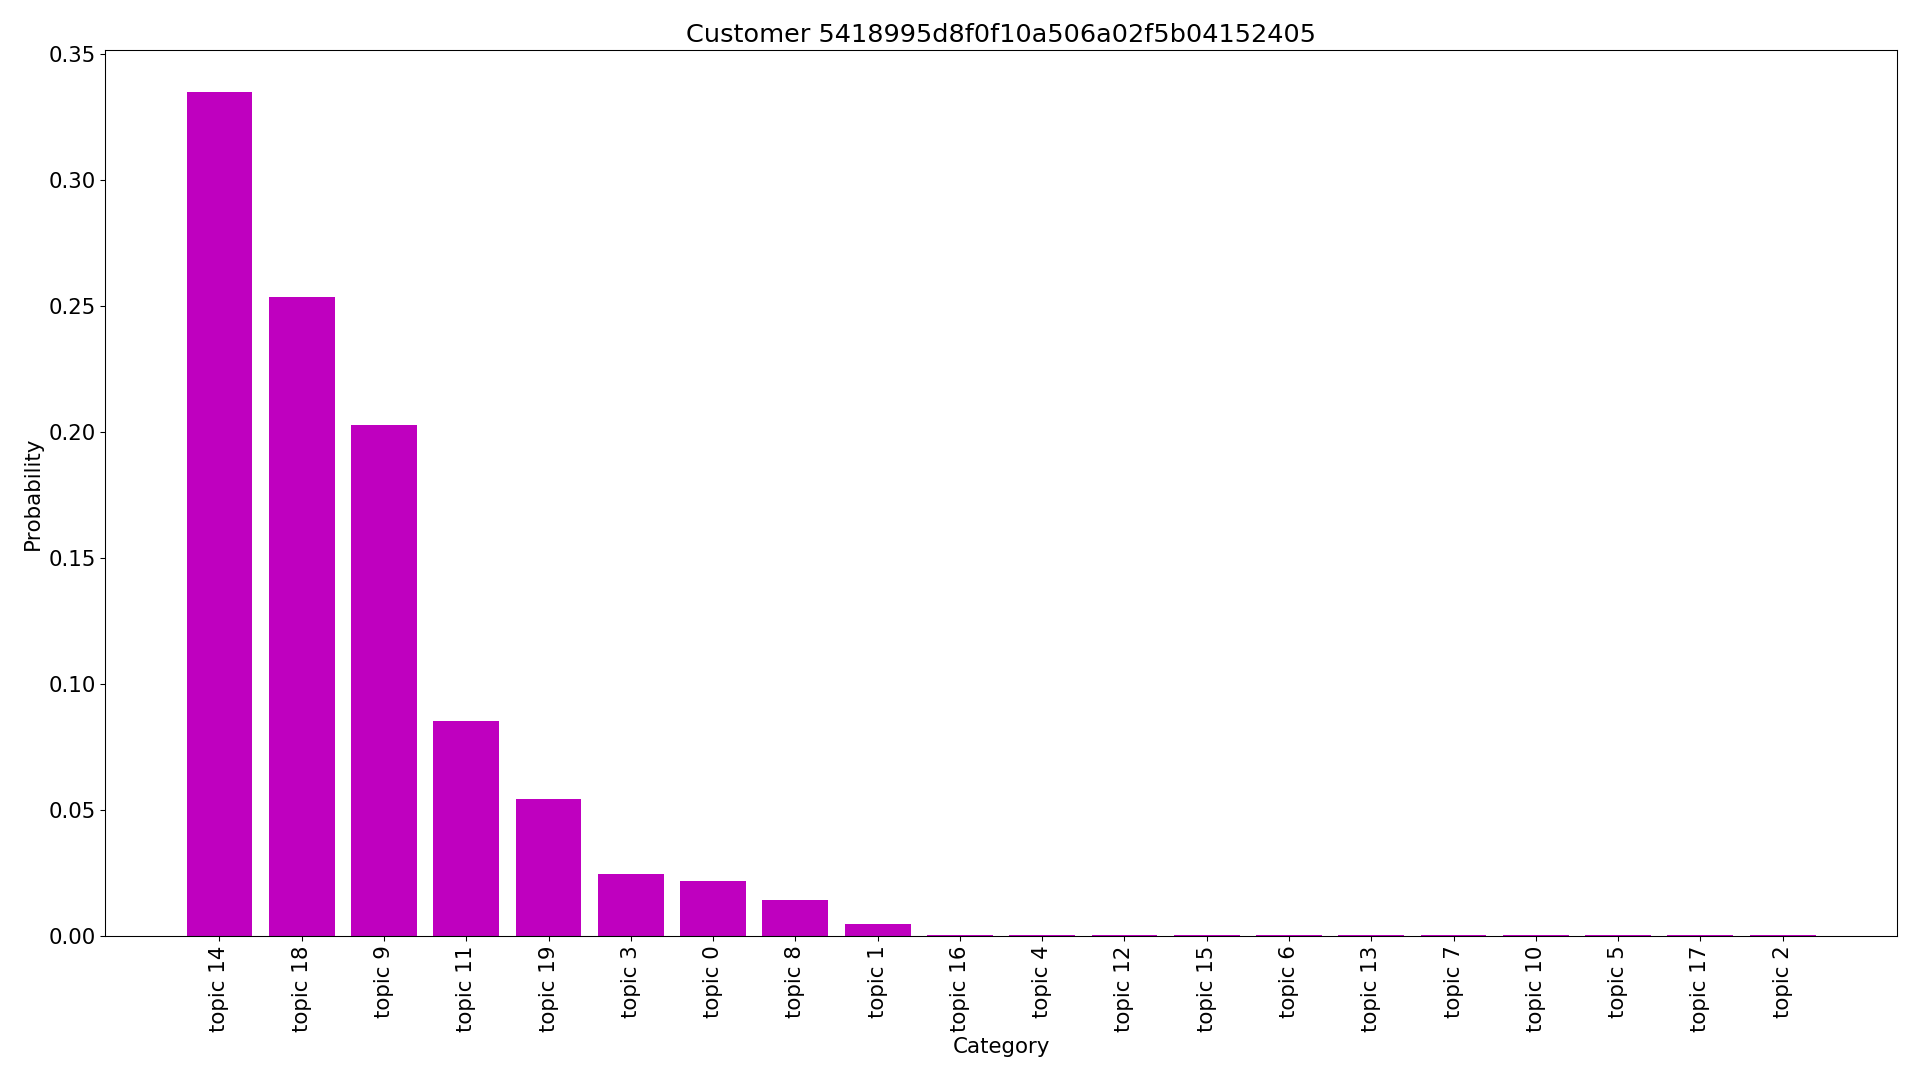 Customer 5418995d8f0f10a506a02f5b04152405
0.35
0.30
0.25
0.20
0.15
0.10
0.05
0.00
Probability
topic 14
topic 18
topic 9
topic 11
topic 19
topic 3
topic 0
topic 8
topic 1
topic 16
topic 4
topic 12
topic 15
topic 6
topic 13
topic 7
topic 10
topic 5
topic 17
topic 2
Category